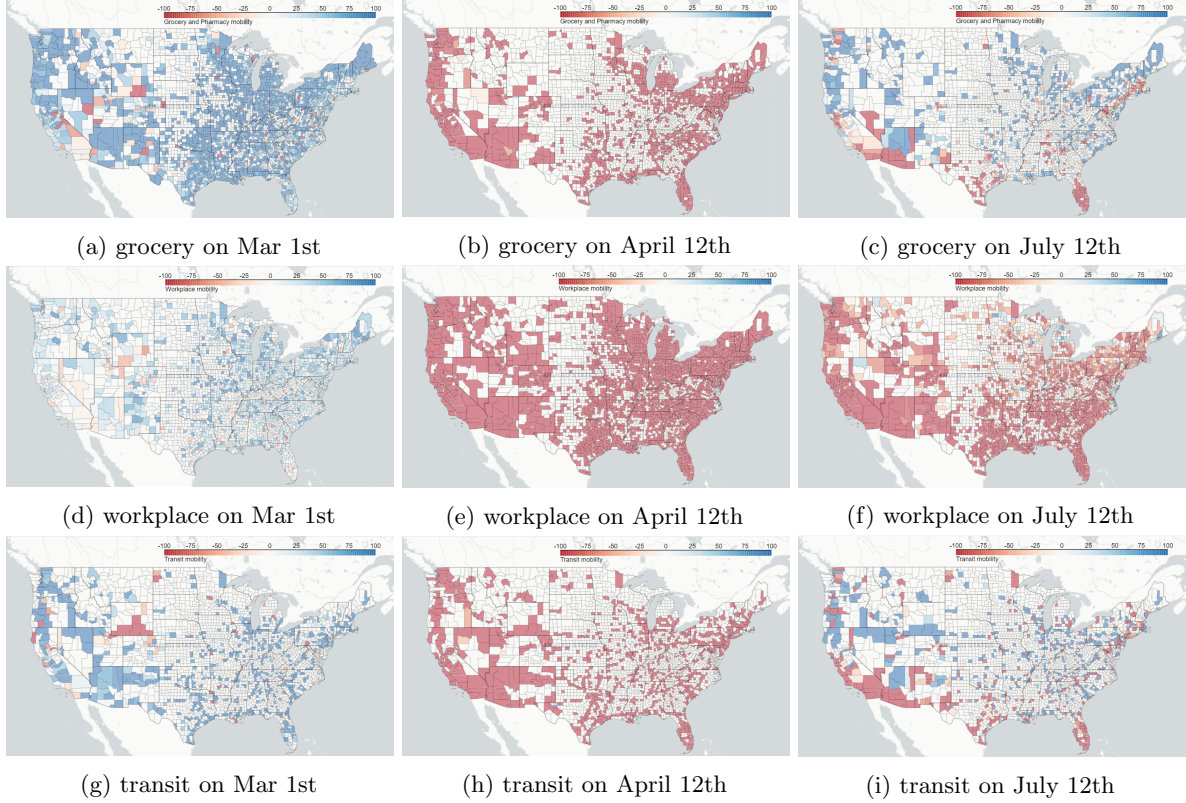 -100 -75 -50 -25 0 25 50 75 100
Grocery and Pharmacy mobility
-100 -75 -50 -25 0 25 50 75 100
Grocery and Pharmacy mobility
-100 -75 -50 -25 0 25 50 75 100
Grocery and Pharmacy mobility
(a) grocery on Mar 1st
(b) grocery on April 12th
(c) grocery on July 12th
-100 -75 -50 -25 0 25 50 75 100
Workplace mobility
-100 -75 -50 -25 0 25 50 75 100
Workplace mobility
-100 -75 -50 -25 0 25 50 75 100
Workplace mobility
(d) workplace on Mar 1st
(e) workplace on April 12th
(f) workplace on July 12th
-100 -75 -50 -25 0 25 50 75 100
Transit mobility
-100 -75 -50 -25 0 25 50 75 100
Transit mobility
-100 -75 -50 -25 0 25 50 75 100
Transit mobility
(g) transit on Mar 1st
(h) transit on April 12th
(i) transit on July 12th